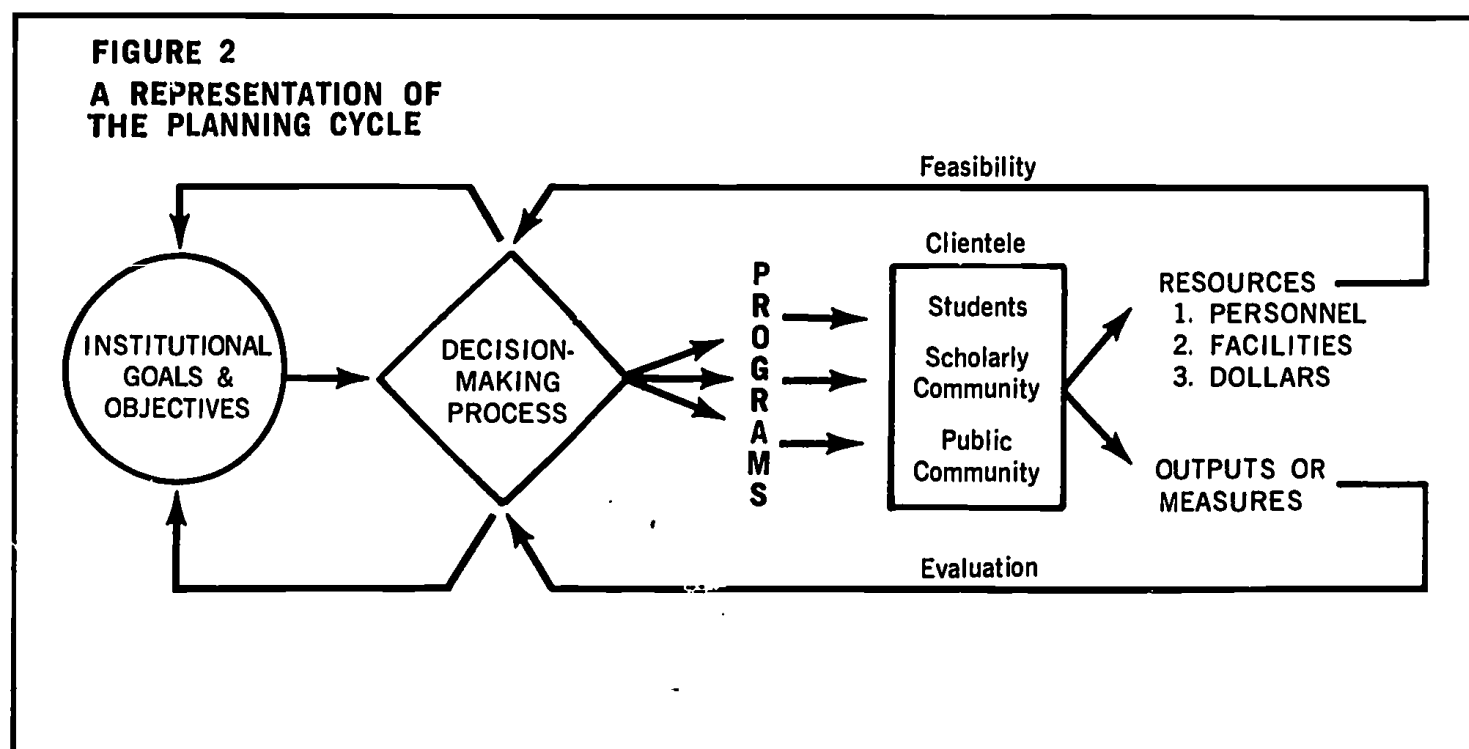 FIGURE 2
A REPRESENTATION OF
THE PLANNING CYCLE
Feasibility
INSTITUTIONAL
GOALS &
OBJECTIVES
DECISION-
MAKING
PROCESS
PROGRAMS
Clientele
Students
Scholarly
Community
Public
Community
RESOURCES
1. PERSONNEL
2. FACILITIES
3. DOLLARS
OUTPUTS OR
MEASURES
Evaluation